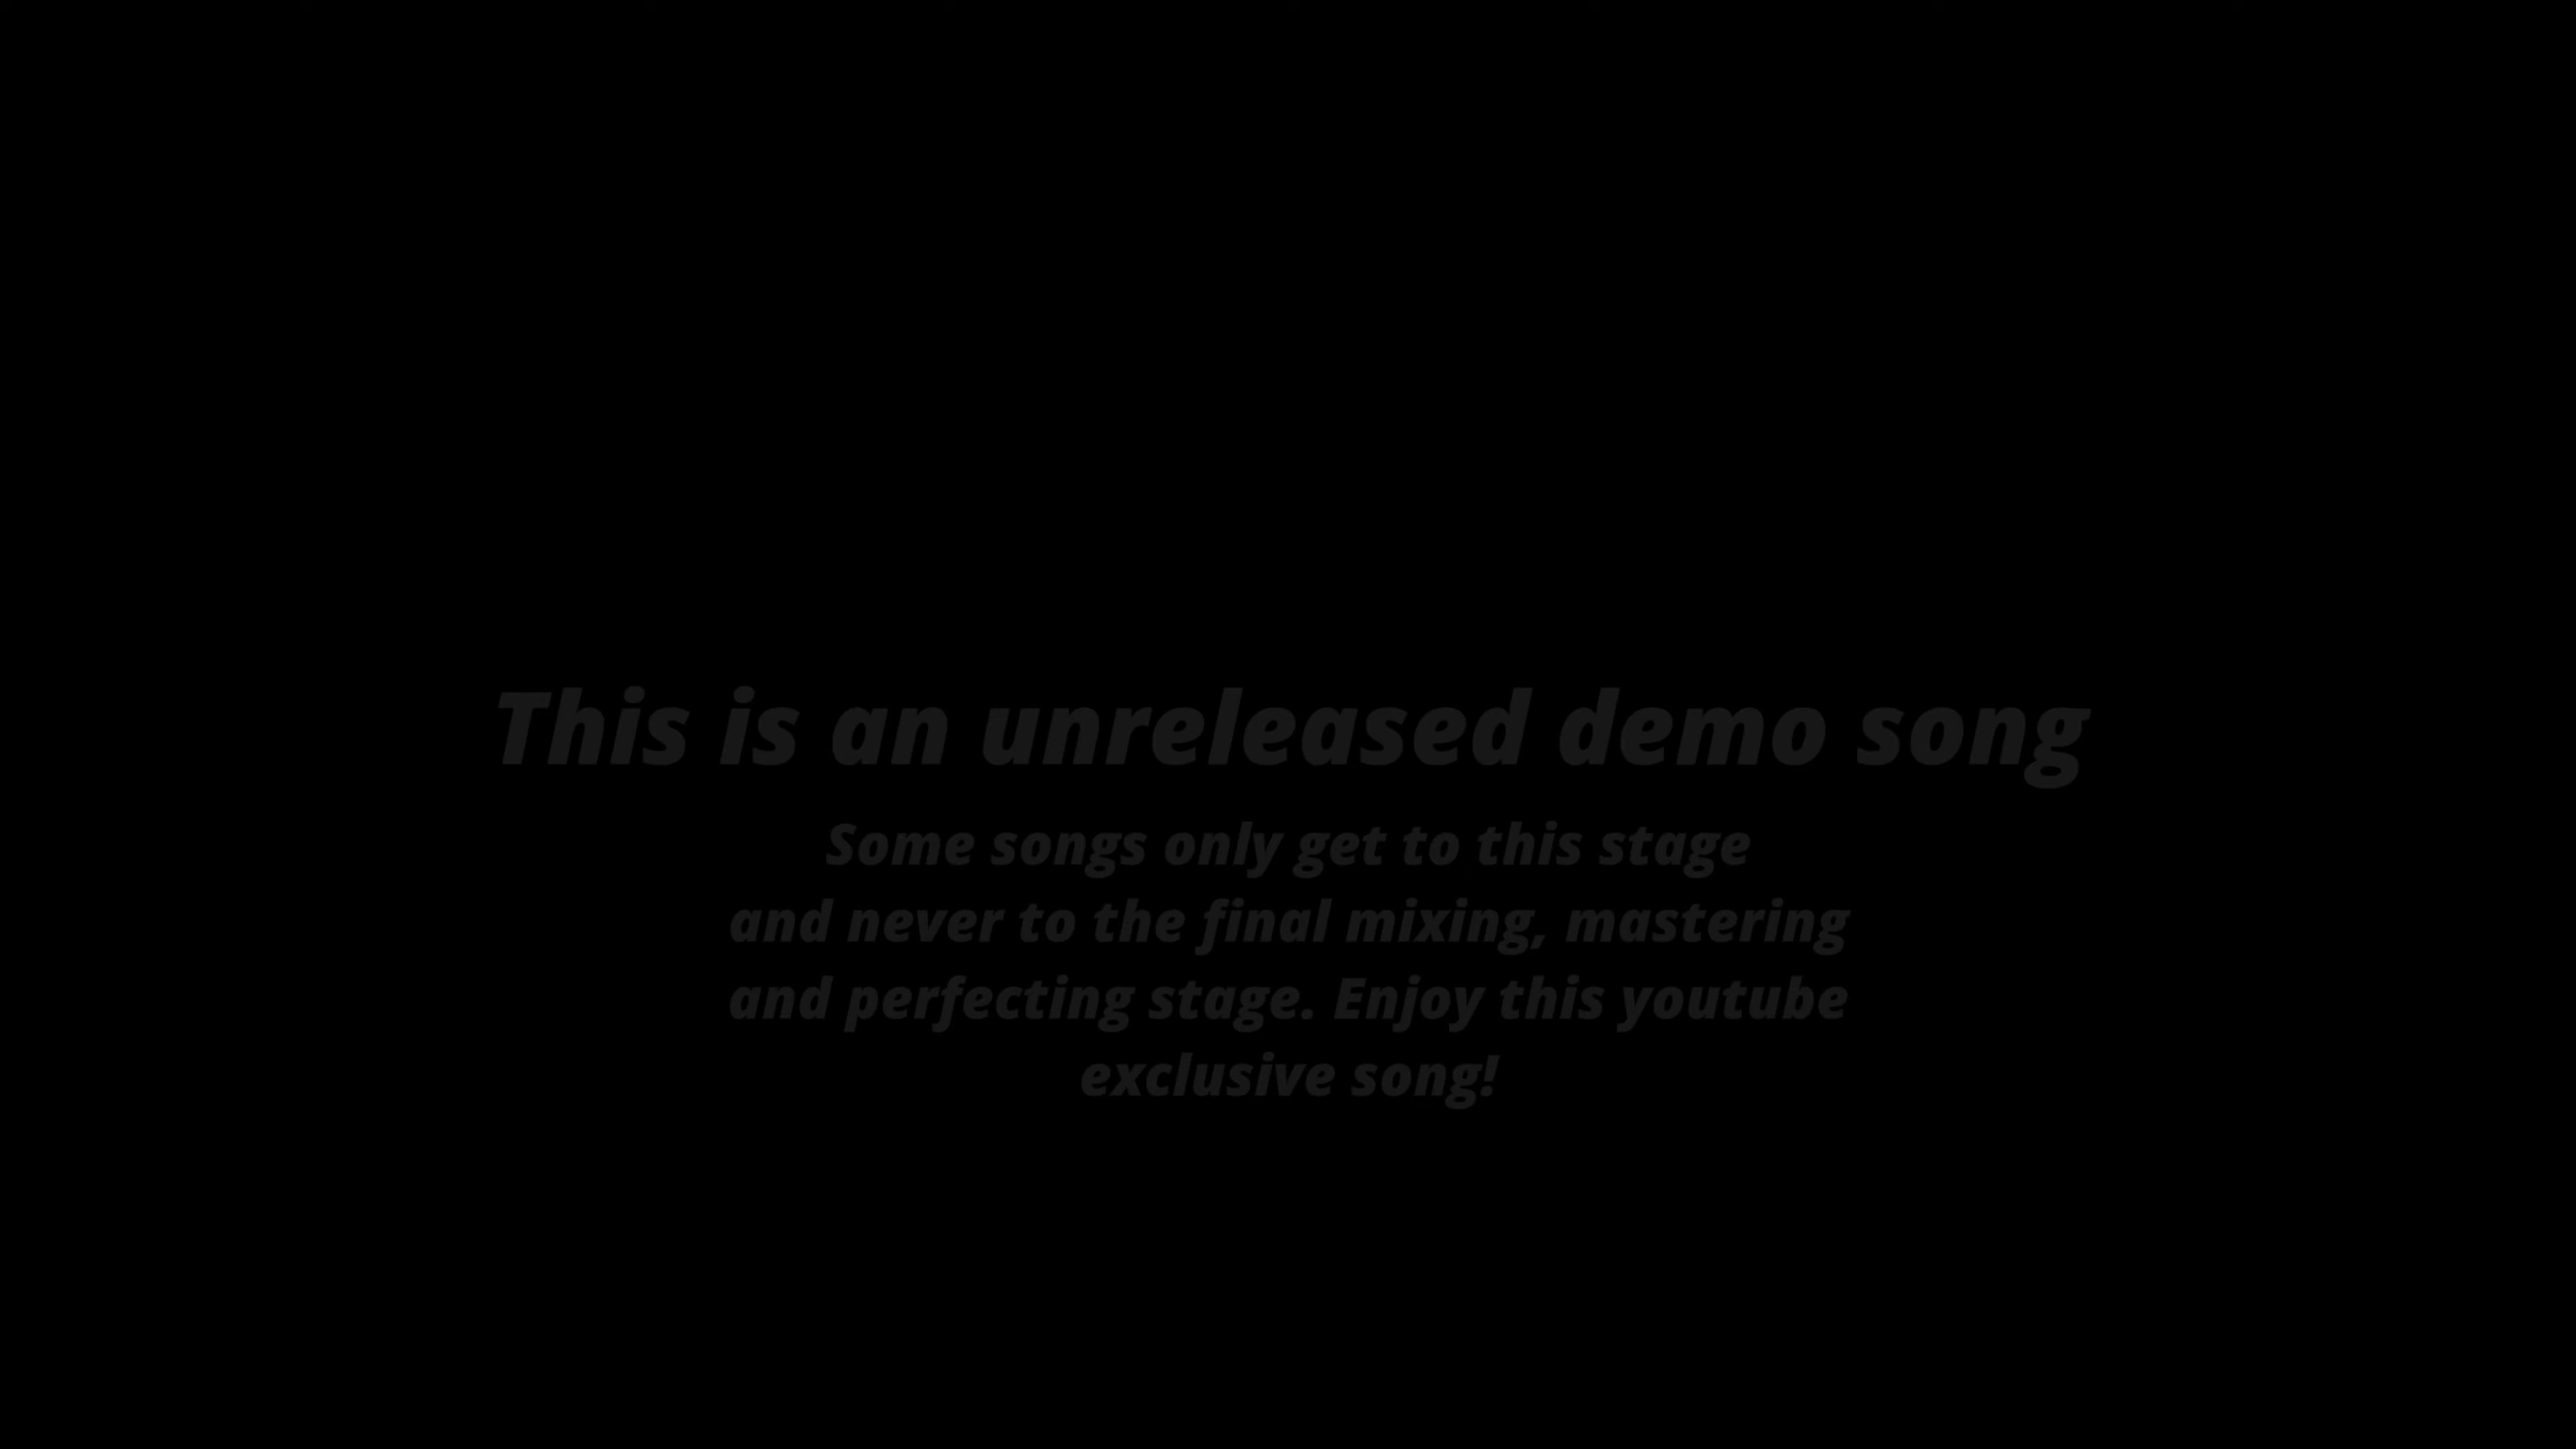 This is an unreleased demo song
Some songs only get to this stage
and never to the final mixing, mastering
and perfecting stage. Enjoy this youtube
exclusive song!